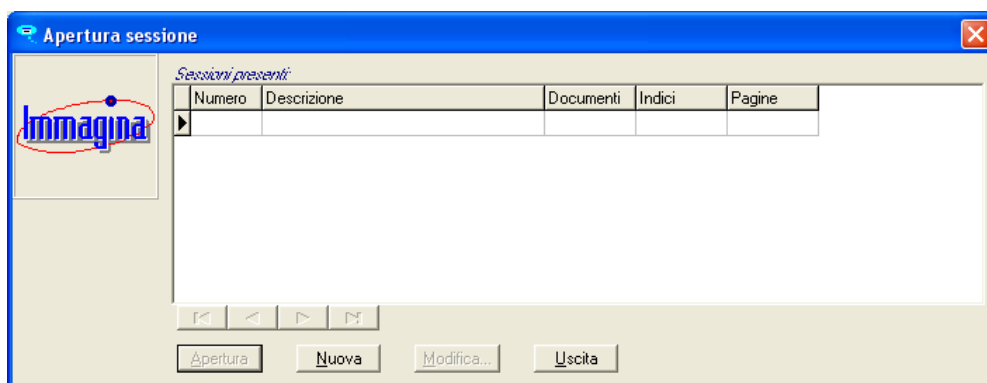 Apertura sessione
Immagina
Sessioni presenti:
Numero Descrizione Documenti Indici Pagine
Apertura Nuova Modifica... Uscita